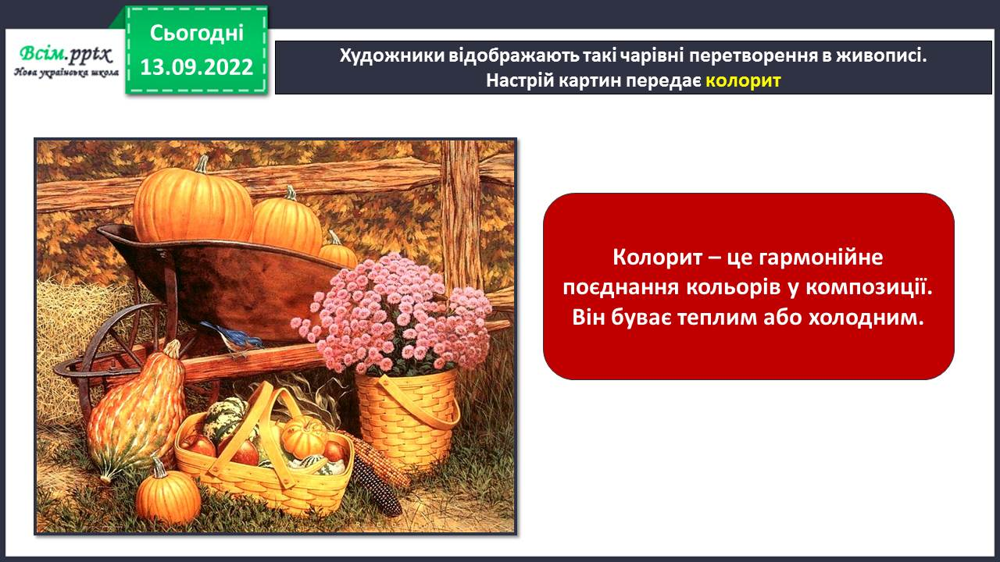 Сьогодні
13.09.2022
Всім.pptx
Нова українська школа
Художники відображають такі чарівні перетворення в живописі.
Настрій картин передає колорит
Колорит – це гармонійне
поєднання кольорів у композиції.
Він буває теплим або холодним.